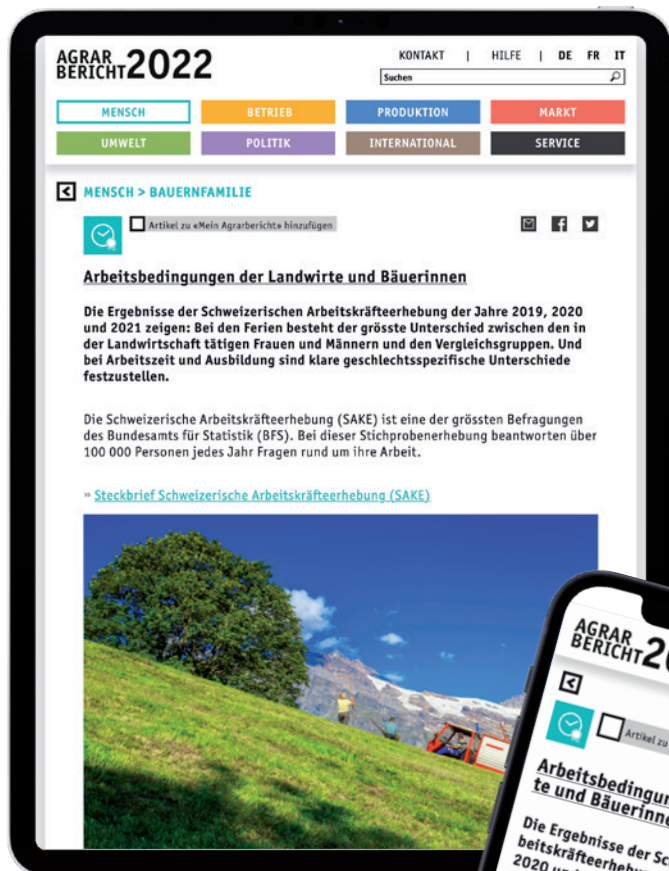 AGRAR
BERICHT 2022
KONTAKT | HILFE | DE FR IT
Suchen
MENSCH BETRIEB PRODUKTION MARKT
UMWELT POLITIK INTERNATIONAL SERVICE
MENSCH > BAUERNFAMILIE
Artikel zu «Mein Agrarbericht» hinzufügen
Arbeitsbedingungen der Landwirte und Bäuerinnen
Die Ergebnisse der Schweizerischen Arbeitskräfteerhebung der Jahre 2019, 2020
und 2021 zeigen: Bei den Ferien besteht der grösste Unterschied zwischen den in
der Landwirtschaft tätigen Frauen und Männern und den Vergleichsgruppen. Und
bei Arbeitszeit und Ausbildung sind klare geschlechtsspezifische Unterschiede
festzustellen.
Die Schweizerische Arbeitskräfteerhebung (SAKE) ist eine der grössten Befragungen
des Bundesamts für Statistik (BFS). Bei dieser Stichprobenerhebung beantworten über
100 000 Personen jedes Jahr Fragen rund um ihre Arbeit.
» Steckbrief Schweizerische Arbeitskräfteerhebung (SAKE)
AGRAR
BERICHT
Artikel zu
Arbeitsbedingun
te und Bäuerinne
Die Ergebnisse der Sc
beitskräfteerhebu
2020 un